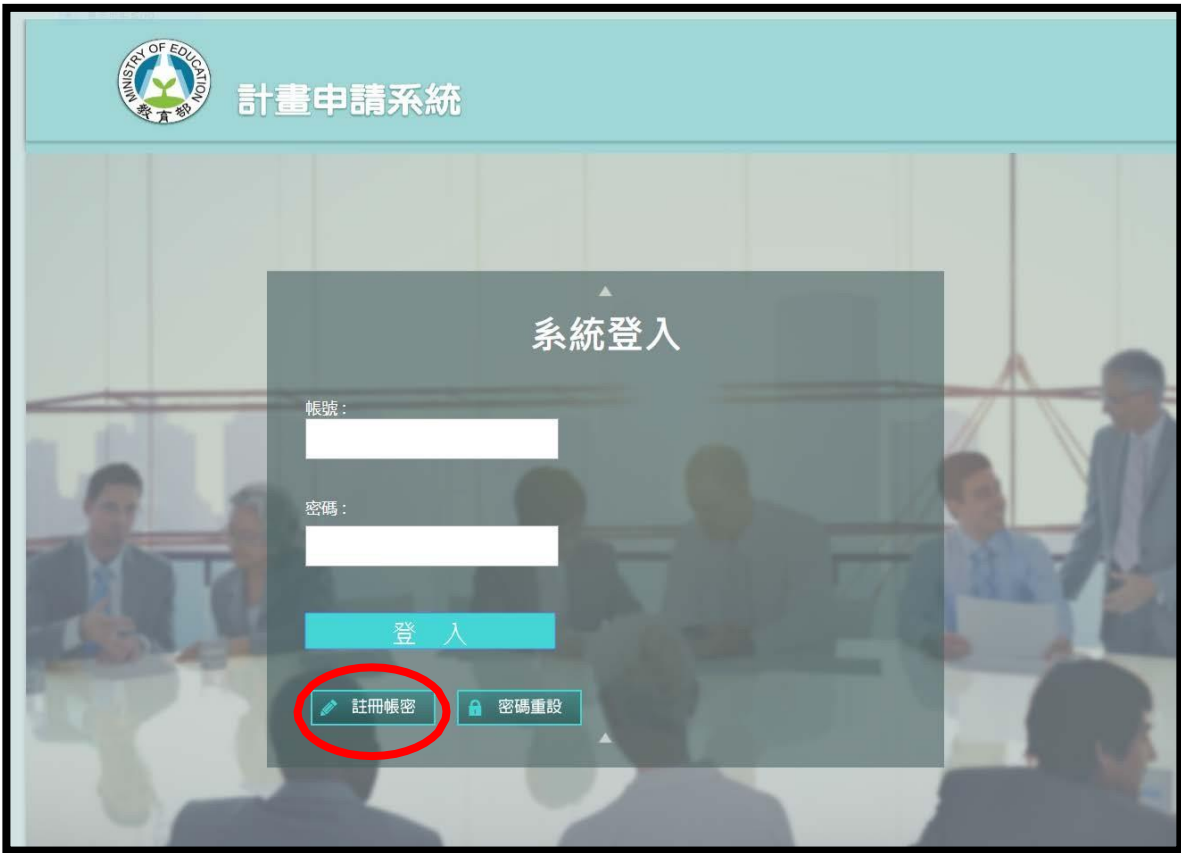 MINISTRY OF EDUCATION
教育部
計畫申請系統
系統登入
帳號：
密碼：
登 入
註冊帳密
密碼重設